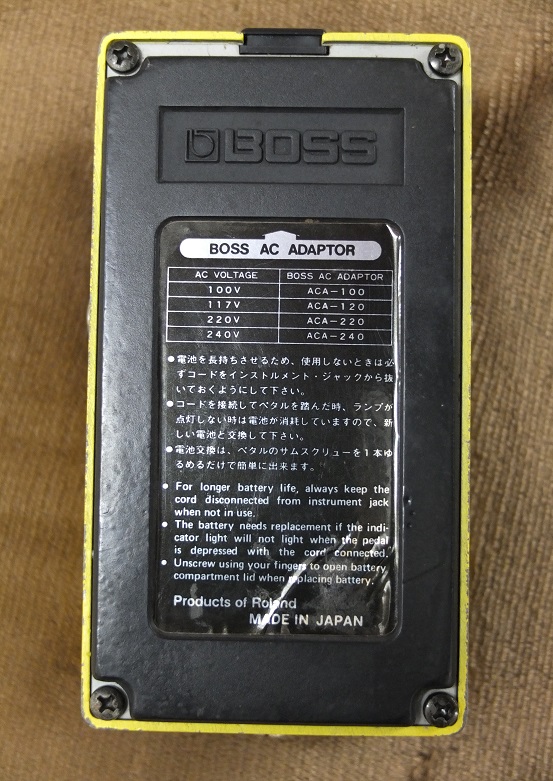 BOSS
BOSS AC ADAPTOR
AC VOLTAGE BOSS AC ADAPTOR
100V ACA-100
117V ACA-120
220V ACA-220
240V ACA-240
●電池を長持ちさせるため、使用しないときは必
ずコードをインストルメント・ジャックから抜
いておくようにして下さい。
●コードを接続してペタルを踏んだ時、ランプが
点灯しない時は電池が消耗していますので、新
しい電池と交換して下さい。
●電池交換は、ペタルのサムスクリューを1本ゆ
るめるだけで簡単に出来ます。
● For longer battery life, always keep the
cord disconnected from instrument jack
when not in use.
● The battery needs replacement if the indi-
cator light will not light when the pedal
is depressed with the cord connected.
● Unscrew using your fingers to open battery
compartment lid when replacing battery.
Products of Roland
MADE IN JAPAN